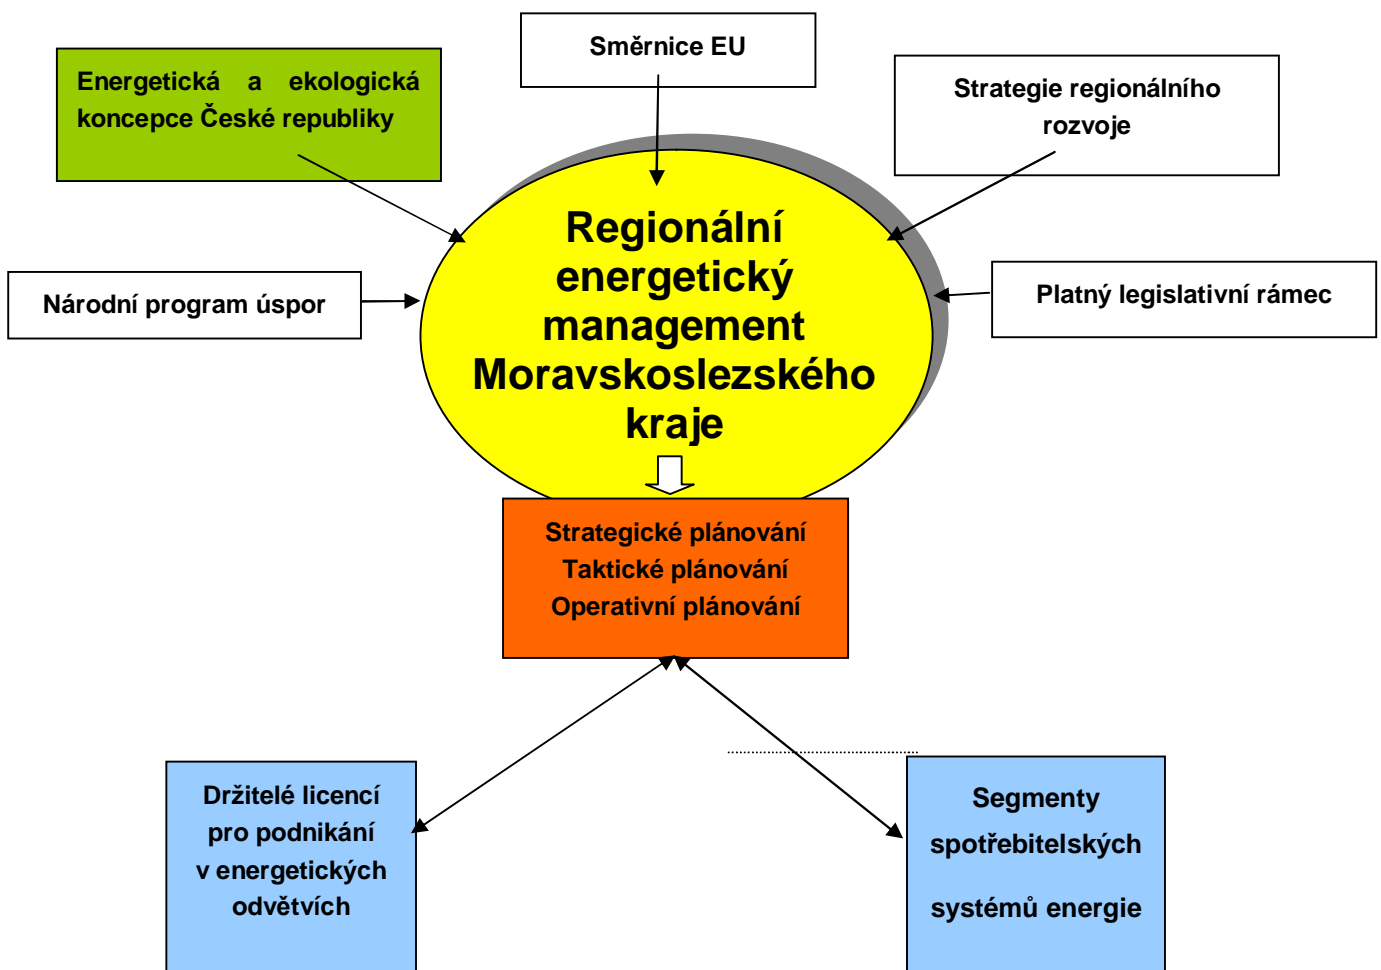 Směrnice EU
Energetická a ekologická
koncepce České republiky
Strategie regionálního
rozvoje
Národní program úspor
Platný legislativní rámec
Regionální
energetický
management
Moravskoslezského
kraje
Strategické plánování
Taktické plánování
Operativní plánování
Držitelé licencí
pro podnikání
v energetických
odvětvích
Segmenty
spotřebitelských
systémů energie